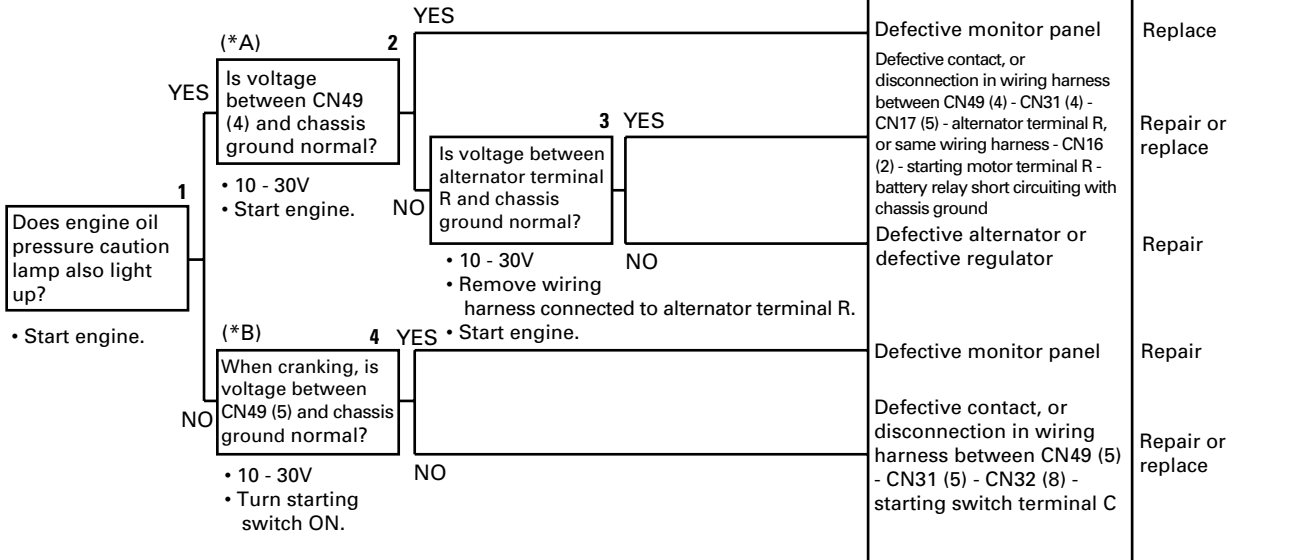 1
Does engine oil
pressure caution
lamp also light
up?
• Start engine.
YES
NO
(*A)
2
Is voltage
between CN49
(4) and chassis
ground normal?
• 10 - 30V
• Start engine.
YES
NO
3
Is voltage between
alternator terminal
R and chassis
ground normal?
• 10 - 30V
• Remove wiring
harness connected to alternator terminal R.
• Start engine.
YES
NO
(*B)
4
When cranking, is
voltage between
CN49 (5) and chassis
ground normal?
• 10 - 30V
• Turn starting
switch ON.
YES
NO
Defective monitor panel
Replace
Defective contact, or
disconnection in wiring harness
between CN49 (4) - CN31 (4) -
CN17 (5) - alternator terminal R,
or same wiring harness - CN16
(2) - starting motor terminal R -
battery relay short circuiting with
chassis ground
Repair or
replace
Defective alternator or
defective regulator
Repair
Defective monitor panel
Repair
Defective contact, or
disconnection in wiring
harness between CN49 (5)
- CN31 (5) - CN32 (8) -
starting switch terminal C
Repair or
replace